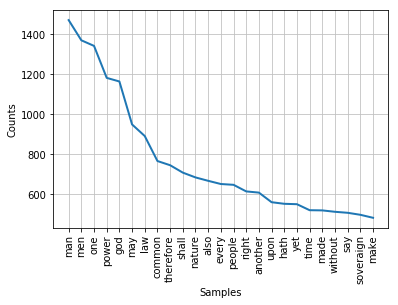 1400
1200
1000
800
600
Counts
man
men
one
power
god
may
law
common
therefore
shall
nature
also
every
people
right
another
upon
hath
yet
time
made
without
say
soveraign
make
Samples